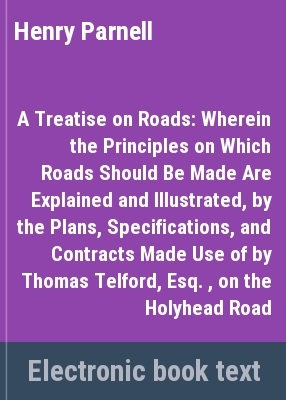 Henry Parnell
A Treatise on Roads: Wherein
the Principles on Which
Roads Should Be Made Are
Explained and Illustrated, by
the Plans, Specifications, and
Contracts Made Use of by
Thomas Telford, Esq. , on the
Holyhead Road
Electronic book text